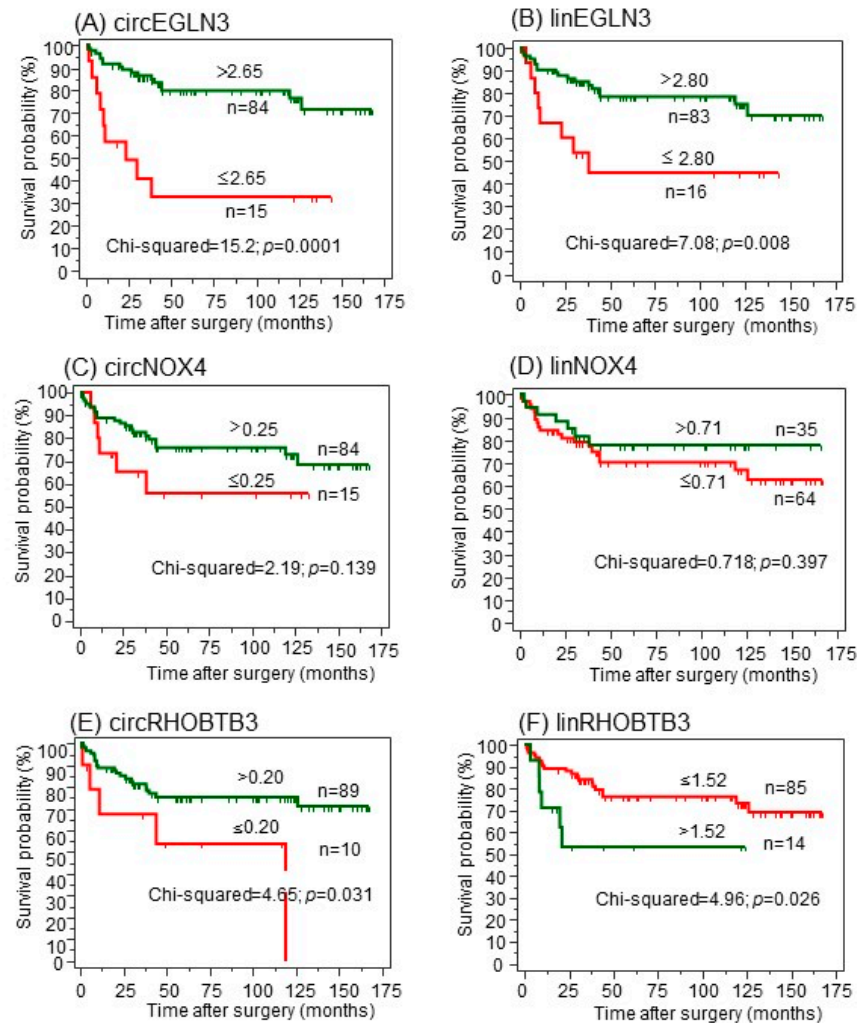 (A) circEGLN3
Survival probability (%)
100
90
80
70
60
50
40
30
20
10
0
>2.65
n=84
≤2.65
n=15
Chi-squared=15.2; p=0.0001
0 25 50 75 100 125 150 175
Time after surgery (months)
(B) linEGLN3
Survival probability (%)
100
90
80
70
60
50
40
30
20
10
0
>2.80
n=83
≤ 2.80
n=16
Chi-squared=7.08; p=0.008
0 25 50 75 100 125 150 175
Time after surgery (months)
(C) circNOX4
Survival probability (%)
100
90
80
70
60
50
40
30
20
10
0
>0.25
n=84
≤0.25
n=15
Chi-squared=2.19; p=0.139
0 25 50 75 100 125 150 175
Time after surgery (months)
(D) linNOX4
Survival probability (%)
100
90
80
70
60
50
40
30
20
10
0
>0.71
n=35
≤0.71
n=64
Chi-squared=0.718; p=0.397
0 25 50 75 100 125 150 175
Time after surgery (months)
(E) circRHOBTB3
Survival probability (%)
100
90
80
70
60
50
40
30
20
10
0
>0.20
n=89
≤0.20
n=10
Chi-squared=4.65; p=0.031
0 25 50 75 100 125 150 175
Time after surgery (months)
(F) linRHOBTB3
Survival probability (%)
100
90
80
70
60
50
40
30
20
10
0
≤1.52
n=85
>1.52
n=14
Chi-squared=4.96; p=0.026
0 25 50 75 100 125 150 175
Time after surgery (months)